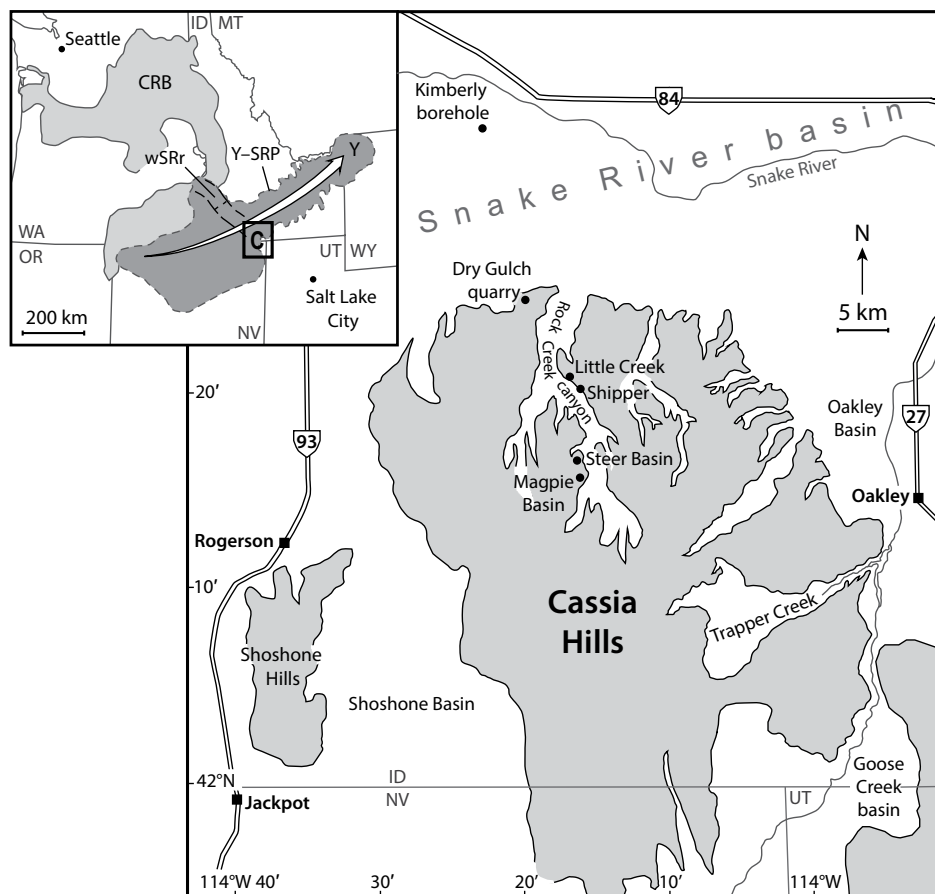 ID
MT
Seattle
CRB
wSRr
Y–SRP
Y
WA
OR
C
UT
WY
Salt Lake
City
200 km
NV
Kimberly
borehole
84
Snake River basin
Snake River
N
5 km
Dry Gulch
quarry
Rock Creek canyon
Little Creek
Shipper
Steer Basin
Magpie
Basin
20′
93
Oakley
Basin
27
Oakley
Rogerson
10′
Cassia
Hills
Trapper Creek
Shoshone
Hills
Shoshone Basin
42°N
ID
NV
UT
Goose
Creek
basin
Jackpot
114°W 40′
30′
20′
10′
114°W